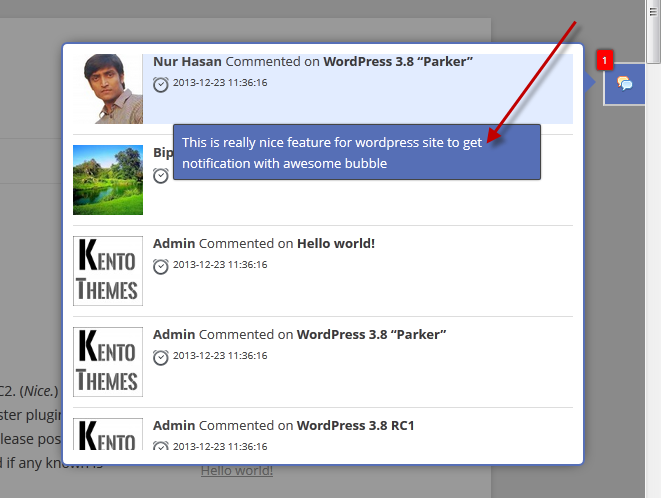 Nur Hasan Commented on WordPress 3.8 “Parker”
2013-12-23 11:36:16
1
This is really nice feature for wordpress site to get
notification with awesome bubble
Bip
KENTO
THEMES
Admin Commented on Hello world!
2013-12-23 11:36:16
KENTO
THEMES
Admin Commented on WordPress 3.8 “Parker”
2013-12-23 11:36:16
KENTO
Admin Commented on WordPress 3.8 RC1
2013-12-23 11:36:16
C2. (Nice.)
ster plugin
lease pos
d if any known is
Hello world!